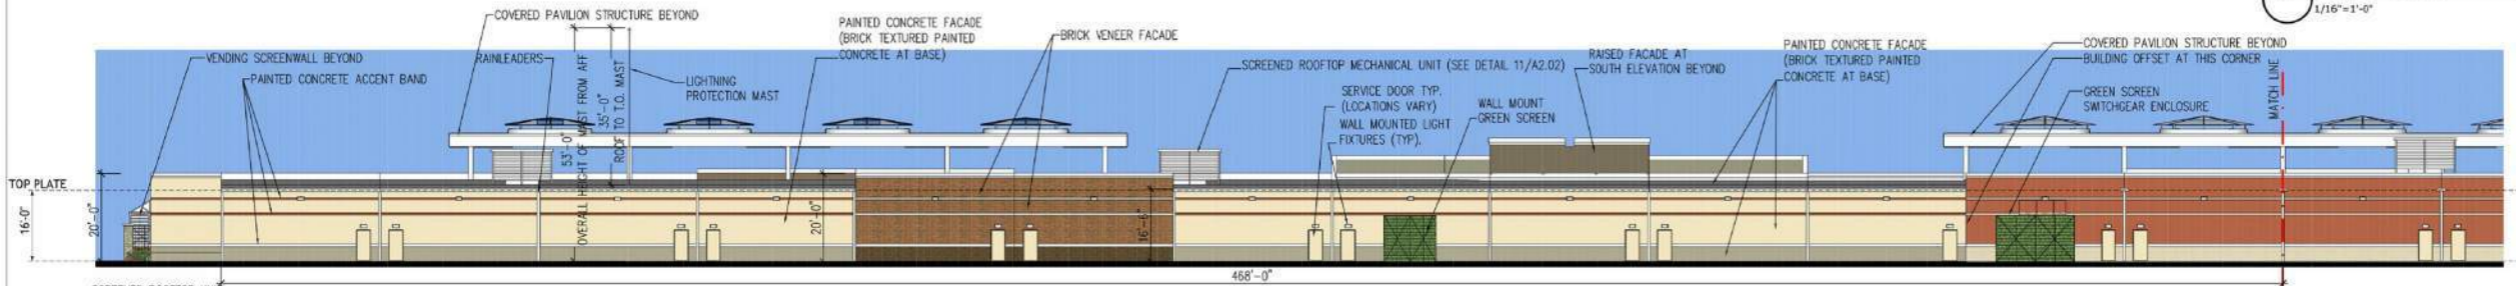 1/16"=1'-0"
COVERED PAVILION STRUCTURE BEYOND
VENDING SCREENWALL BEYOND
PAINTED CONCRETE ACCENT BAND
RAINLEADERS
53'-0"
OVERALL HEIGHT OF MAST FROM AFF
35'-0"
ROOF TO T.O. MAST
LIGHTNING
PROTECTION MAST
PAINTED CONCRETE FACADE
(BRICK TEXTURED PAINTED
CONCRETE AT BASE)
BRICK VENEER FACADE
SCREENED ROOFTOP MECHANICAL UNIT (SEE DETAIL 11/A2.02)
SERVICE DOOR TYP.
(LOCATIONS VARY)
WALL MOUNTED LIGHT
FIXTURES (TYP).
WALL MOUNT
GREEN SCREEN
RAISED FACADE AT
SOUTH ELEVATION BEYOND
PAINTED CONCRETE FACADE
(BRICK TEXTURED PAINTED
CONCRETE AT BASE)
COVERED PAVILION STRUCTURE BEYOND
BUILDING OFFSET AT THIS CORNER
GREEN SCREEN
SWITCHGEAR ENCLOSURE
MATCH LINE
TOP PLATE
16'-0"
20'-0"
20'-0"
16'-6"
468'-0"